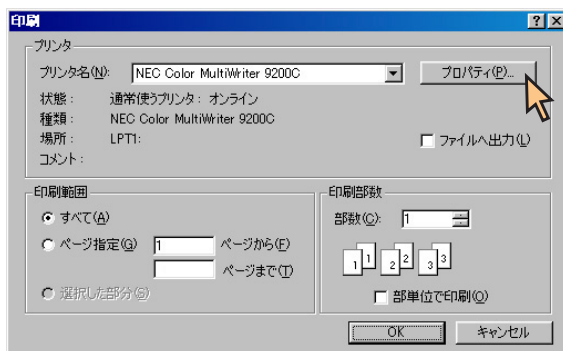 印刷
プリンタ
プリンタ名(N): NEC Color MultiWriter 9200C プロパティ(P)...
状態： 通常使うプリンタ： オンライン
種類： NEC Color MultiWriter 9200C
場所： LPT1:
コメント：
ファイルへ出力(L)
印刷範囲
すべて(A)
ページ指定(G) 1 ページから(F)
ページまで(T)
選択した部分(S)
印刷部数
部数(C): 1
1 1 2 2 3 3
部単位で印刷(O)
OK キャンセル